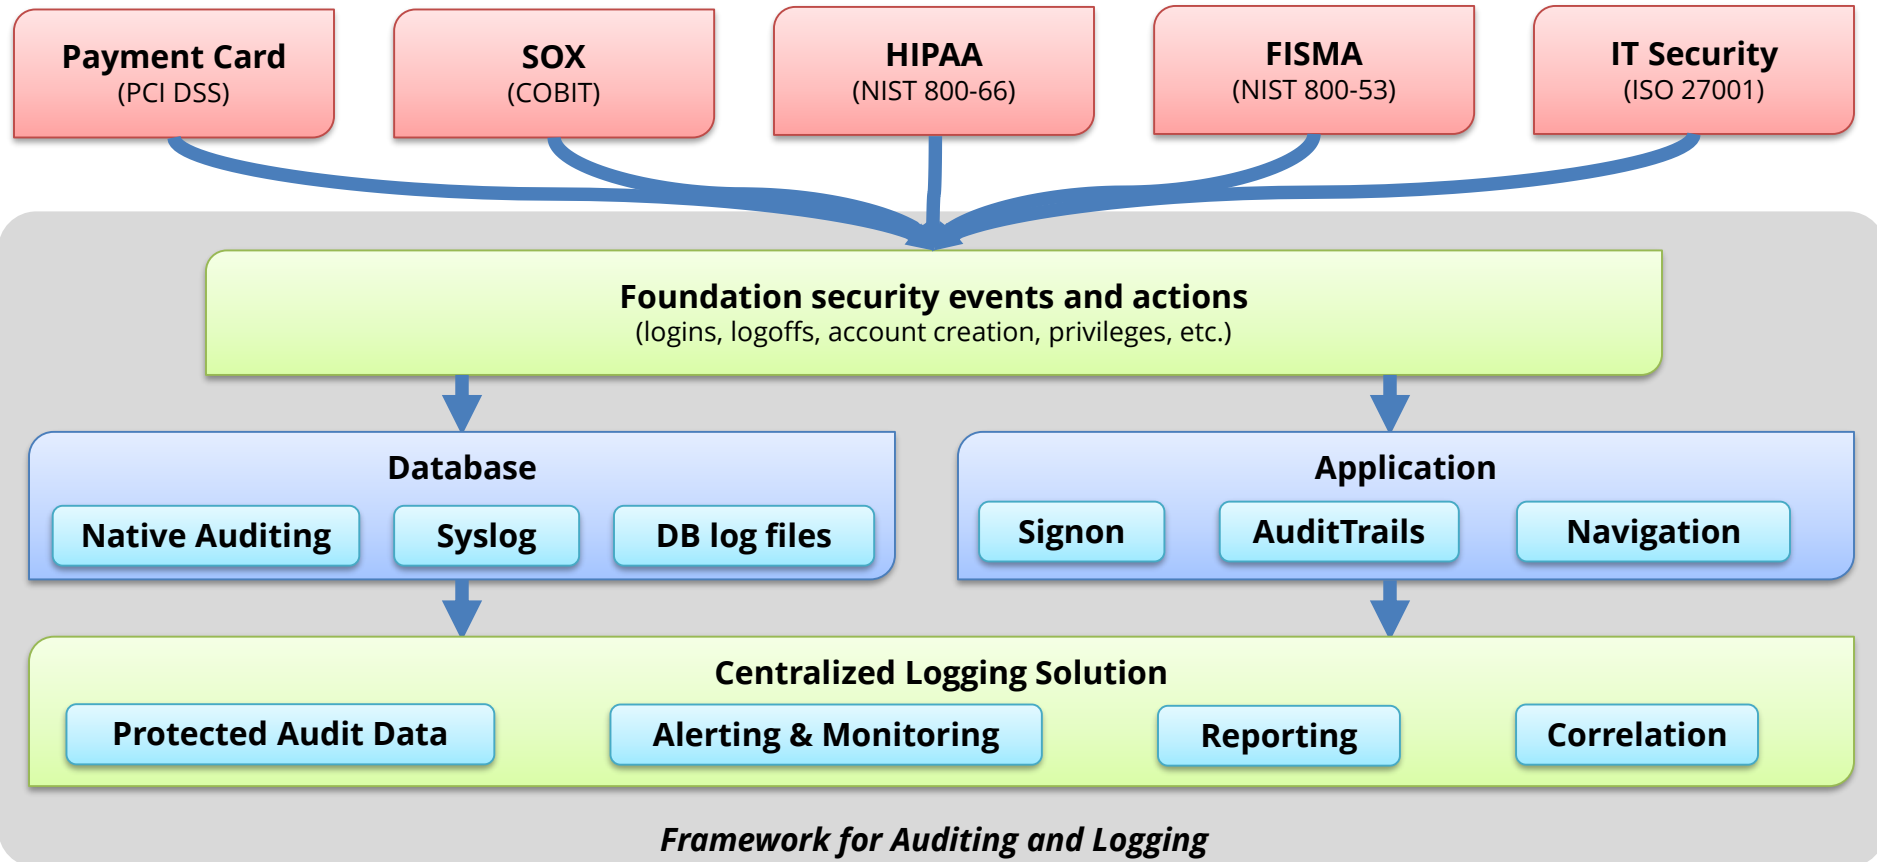 Payment Card
(PCI DSS)
SOX
(COBIT)
HIPAA
(NIST 800-66)
FISMA
(NIST 800-53)
IT Security
(ISO 27001)
Foundation security events and actions
(logins, logoffs, account creation, privileges, etc.)
Database
Native Auditing
Syslog
DB log files
Application
Signon
AuditTrails
Navigation
Centralized Logging Solution
Protected Audit Data
Alerting & Monitoring
Reporting
Correlation
Framework for Auditing and Logging